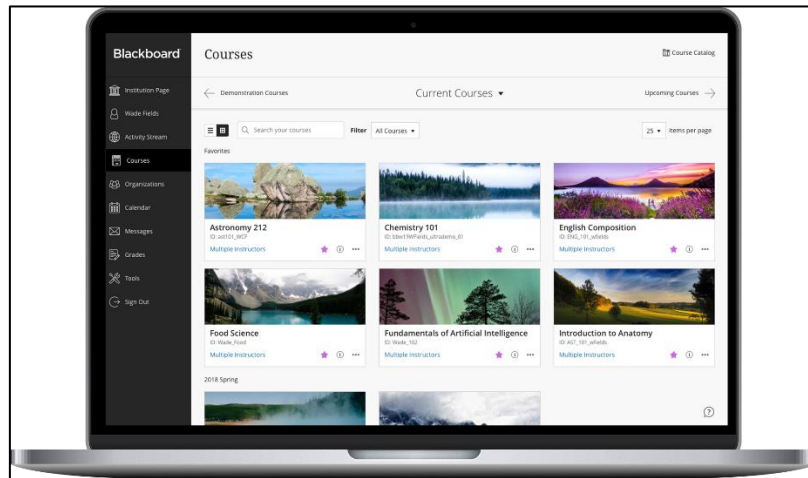 Blackboard
Institution Page
Wade Fields
Activity Stream
Courses
Organizations
Calendar
Messages
Grades
Tools
Sign Out
Courses
Course Catalog
Demonstration Courses
Current Courses
Upcoming Courses
Search your courses
Filter
All Courses
25
items per page
Favorites
Astronomy 212
ID: ast101_WCF
Multiple Instructors
Chemistry 101
Multiple Instructors
English Composition
ID: ENG_101_wfields
Multiple Instructors
Food Science
ID: Wade_Food
Multiple Instructors
Fundamentals of Artificial Intelligence
ID: Wade_102
Multiple Instructors
Introduction to Anatomy
ID: AST_101_wfields
Multiple Instructors
2018 Spring